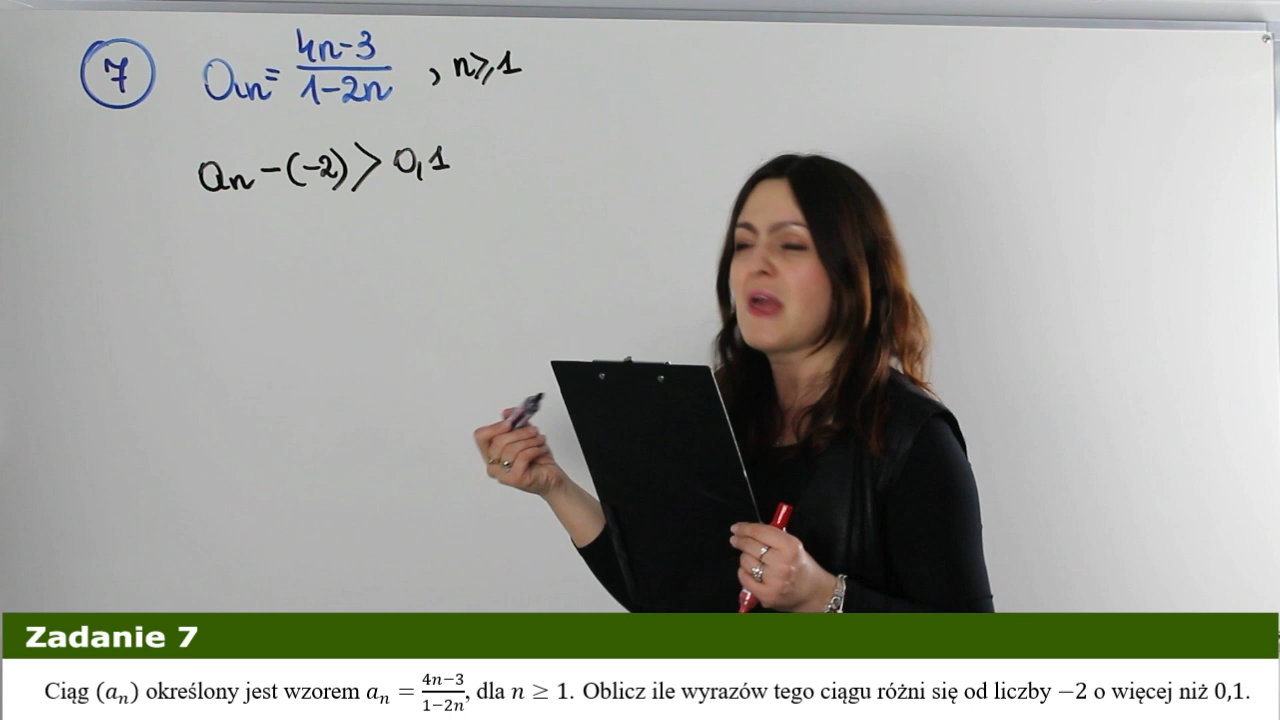 7 aₙ = (4n-3)/(1-2n) , n⩾1
aₙ-(-2) > 0,1
Zadanie 7
Ciąg (aₙ) określony jest wzorem aₙ = (4n−3)/(1−2n), dla n ≥ 1. Oblicz ile wyrazów tego ciągu różni się od liczby −2 o więcej niż 0,1.